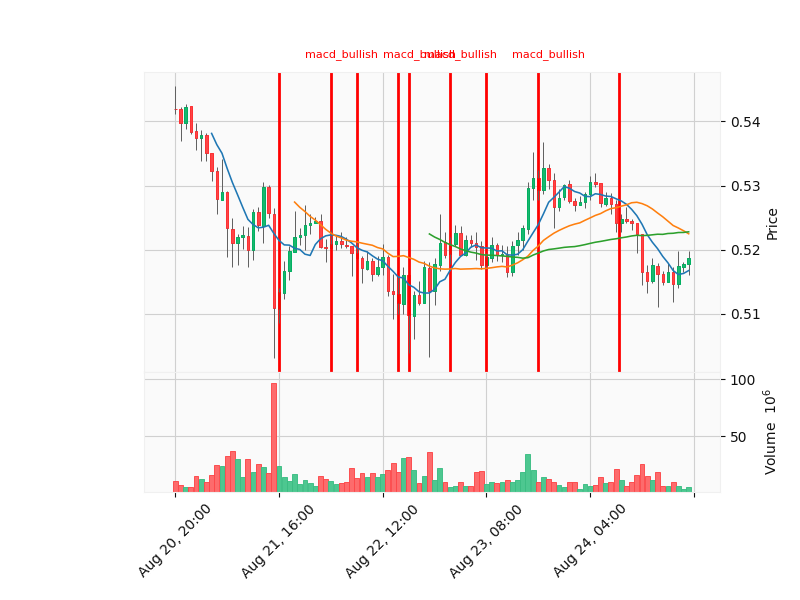 macd_bullish macd_bullish macd_bullish macd_bullish
0.54
0.53
0.52
0.51
Price
100
50
Volume 10^6
Aug 20, 20:00
Aug 21, 16:00
Aug 22, 12:00
Aug 23, 08:00
Aug 24, 04:00